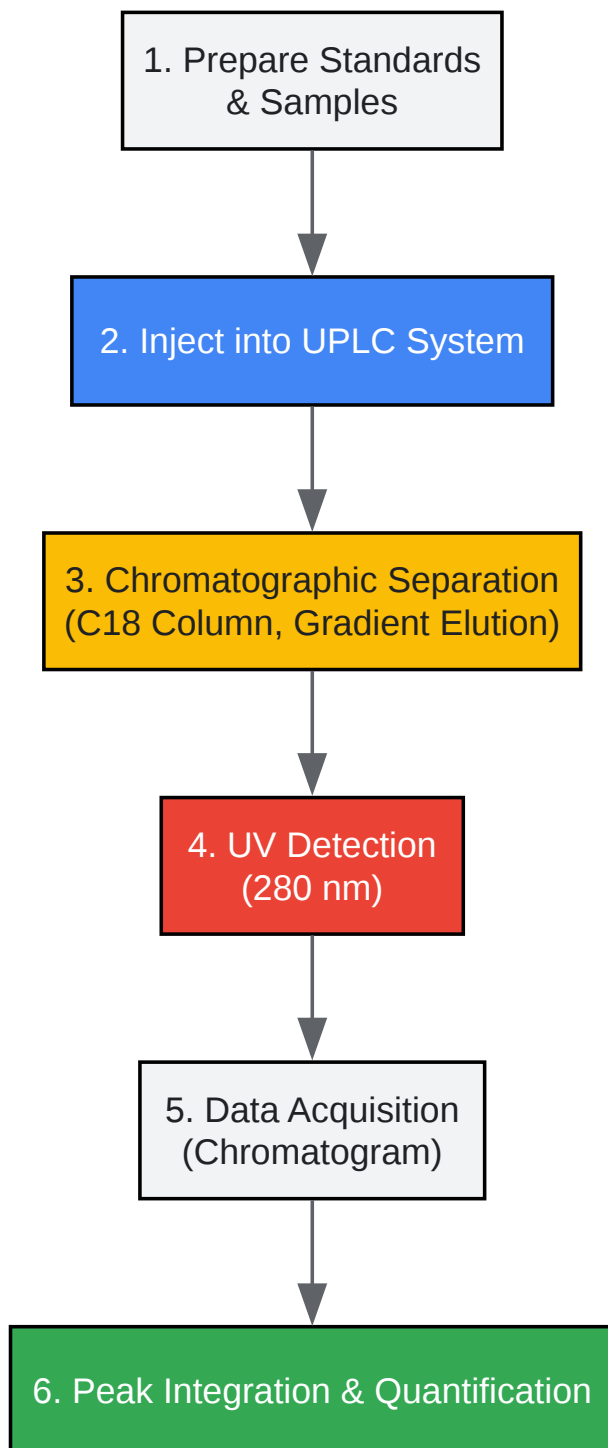 1. Prepare Standards
& Samples
2. Inject into UPLC System
3. Chromatographic Separation
(C18 Column, Gradient Elution)
4. UV Detection
(280 nm)
5. Data Acquisition
(Chromatogram)
6. Peak Integration & Quantification